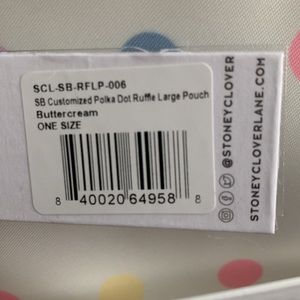 SCL-SB-RFLP-006
SB Customized Polka Dot Ruffle Large Pouch
Buttercream
ONE SIZE
8 40020 64958 8
@STONEYCLOVERLANE
STONEYCLOVERLANE.COM